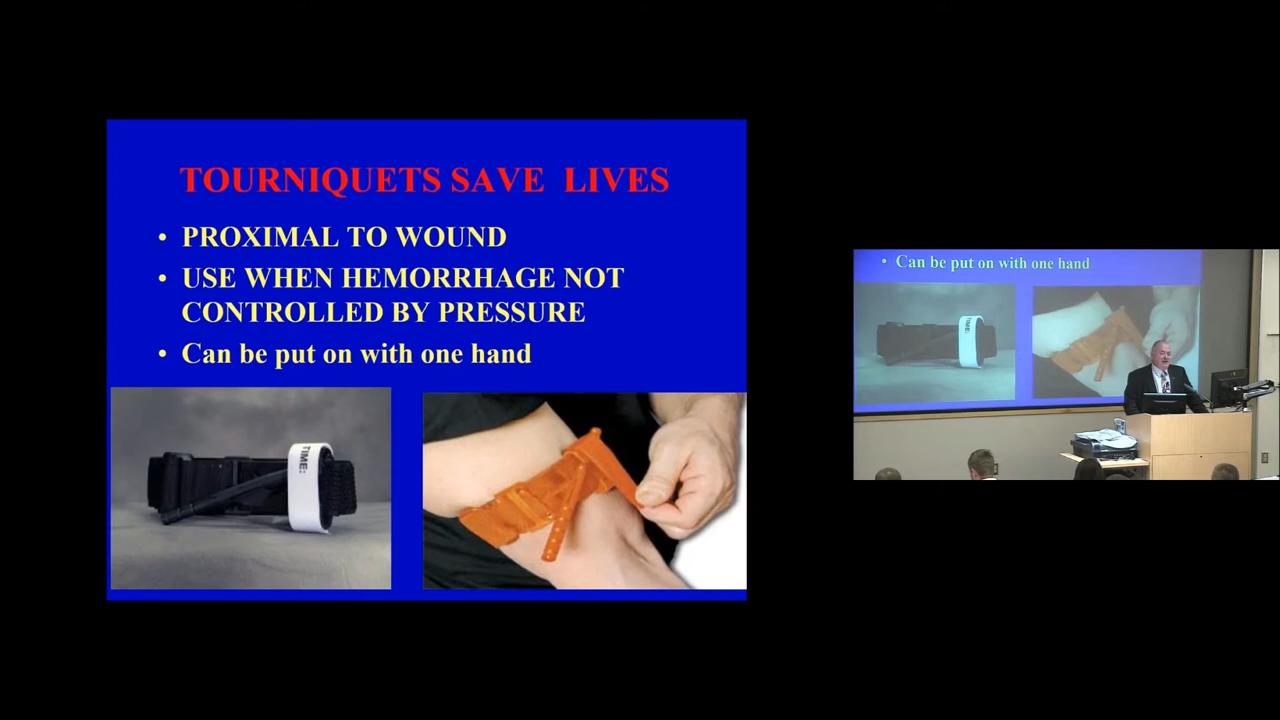 TOURNIQUETS SAVE LIVES
• PROXIMAL TO WOUND
• USE WHEN HEMORRHAGE NOT
CONTROLLED BY PRESSURE
• Can be put on with one hand
TIME:
• Can be put on with one hand
TIME: